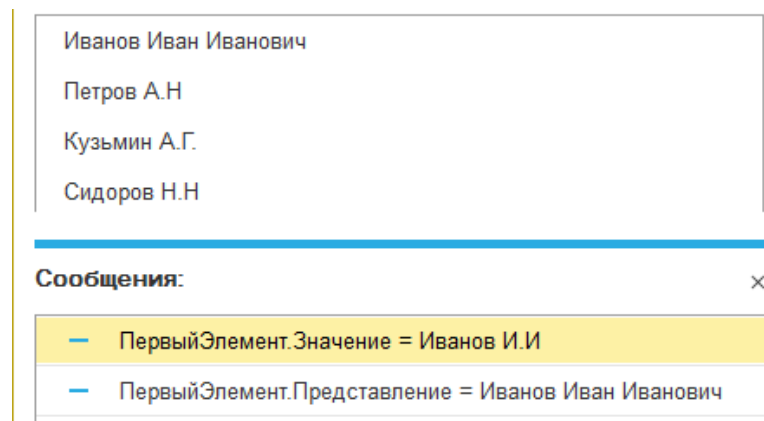 Иванов Иван Иванович
Петров А.Н
Кузьмин А.Г.
Сидоров Н.Н
Сообщения:
ПервыйЭлемент.Значение = Иванов И.И
ПервыйЭлемент.Представление = Иванов Иван Иванович